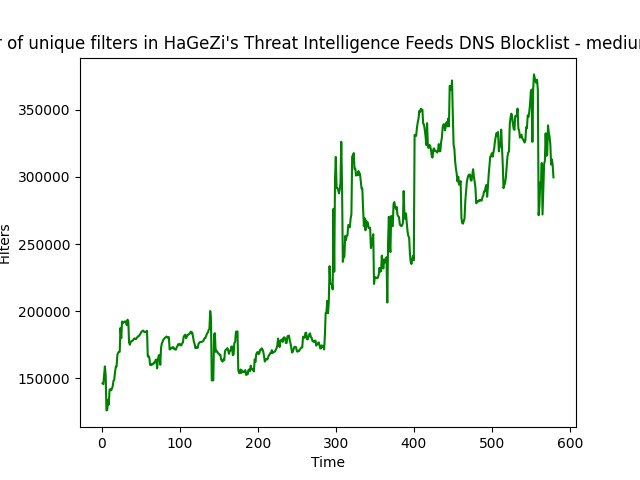 r of unique filters in HaGeZi's Threat Intelligence Feeds DNS Blocklist - mediu
350000
300000
250000
200000
150000
Filters
0 100 200 300 400 500 600
Time